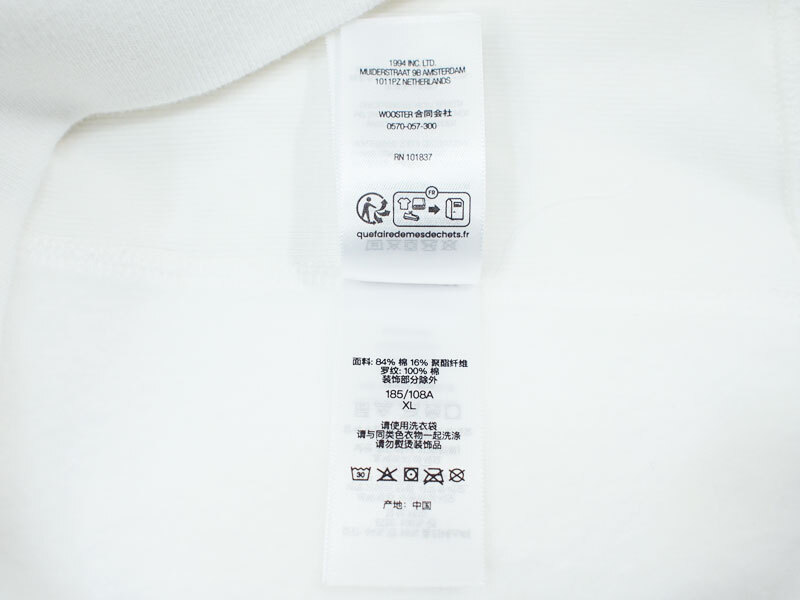 1994 INC. LTD.
MUIDERSTRAAT 9B AMSTERDAM
1011PZ NETHERLANDS
WOOSTER 合同会社
0570-057-300
RN 101837
FR
quefairedemesdechets.fr
面料: 84% 棉 16% 聚酯纤维
罗纹: 100% 棉
装饰部分除外
185/108A
XL
请使用洗衣袋
请与同类色衣物一起洗涤
请勿熨烫装饰品
30
产地: 中国